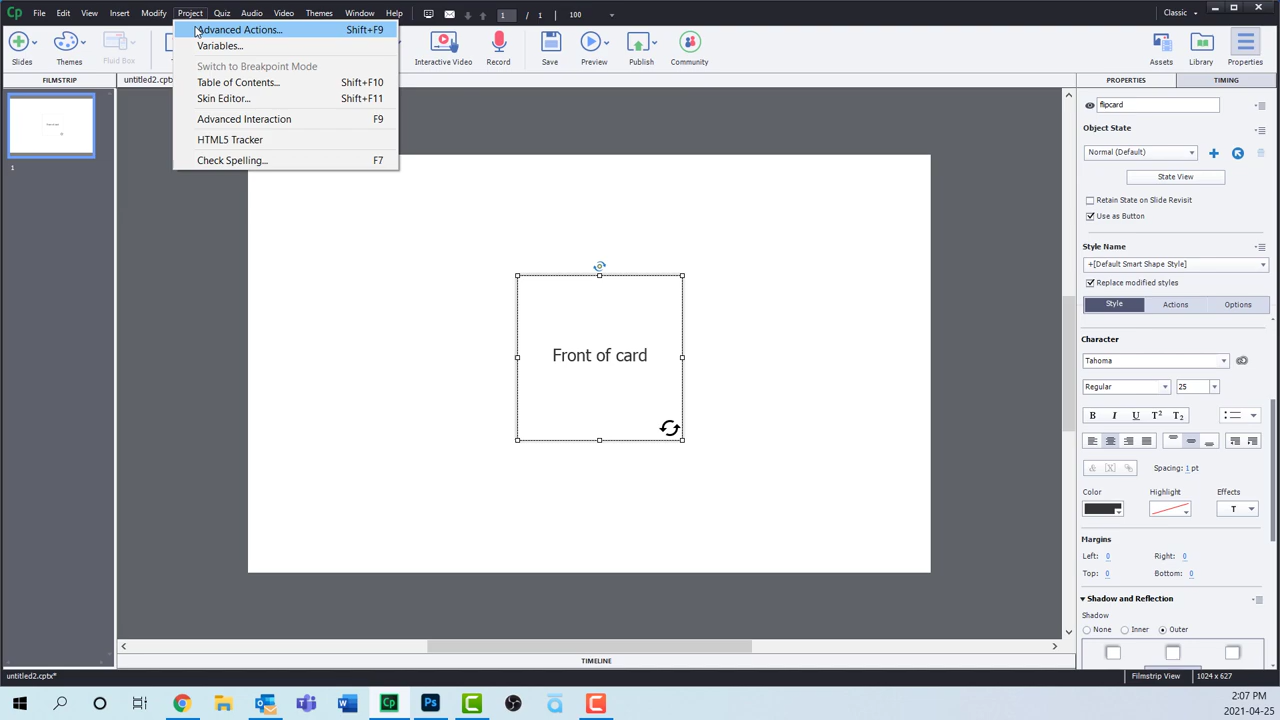 File Edit View Insert Modify Project Quiz Audio Video Themes Window Help 1 / 1 100 Classic
Advanced Actions... Shift+F9
Variables...
Switch to Breakpoint Mode
Table of Contents... Shift+F10
Skin Editor... Shift+F11
Advanced Interaction F9
HTML5 Tracker
Check Spelling... F7
Slides Themes Fluid Box Interactive Video Record Save Preview Publish Community Assets Library Properties
FILMSTRIP
untitled2.cptx
1
Front of card
PROPERTIES TIMING
flipcard
Object State
Normal (Default)
State View
Retain State on Slide Revisit
Use as Button
Style Name
+[Default Smart Shape Style]
Replace modified styles
Style Actions Options
Character
Tahoma
Regular 25
B I U T² T₂
Spacing: 1 pt
Color Highlight Effects
T
Margins
Left: 0 Right: 0
Top: 0 Bottom: 0
Shadow and Reflection
Shadow
None Inner Outer
TIMELINE
untitled2.cptx* Filmstrip View 1024 x 627
2:07 PM
2021-04-25